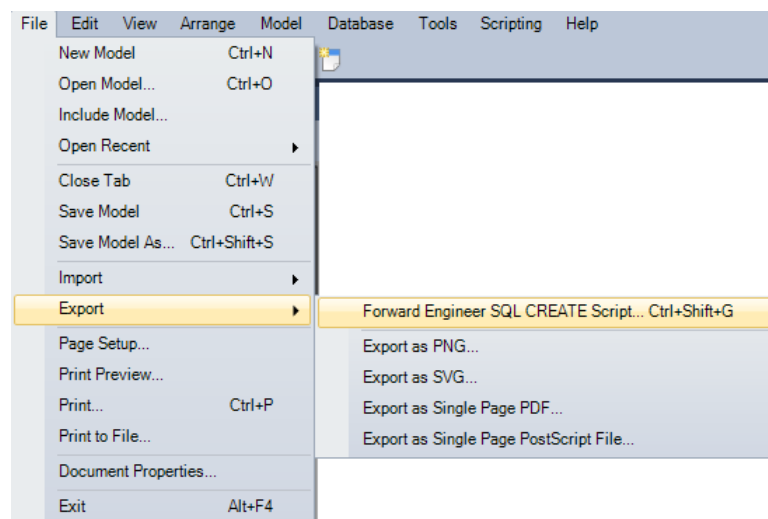 File Edit View Arrange Model Database Tools Scripting Help
New Model Ctrl+N
Open Model... Ctrl+O
Include Model...
Open Recent
Close Tab Ctrl+W
Save Model Ctrl+S
Save Model As... Ctrl+Shift+S
Import
Export
Forward Engineer SQL CREATE Script... Ctrl+Shift+G
Export as PNG...
Export as SVG...
Export as Single Page PDF...
Export as Single Page PostScript File...
Page Setup...
Print Preview...
Print... Ctrl+P
Print to File...
Document Properties...
Exit Alt+F4